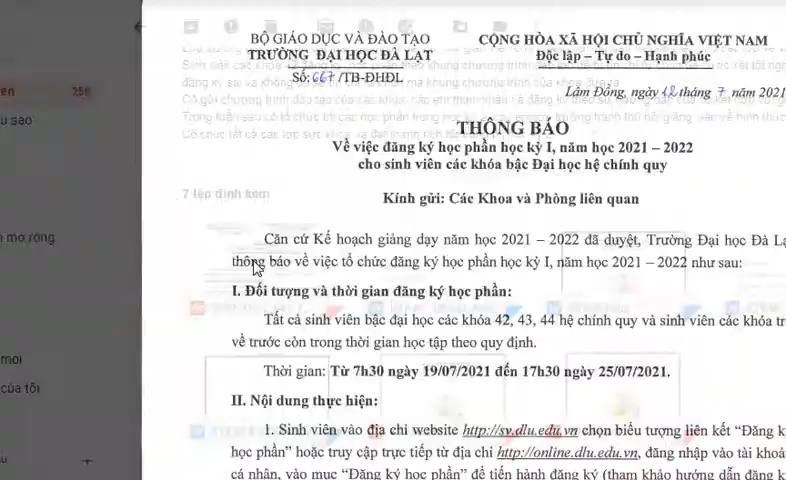 BỘ GIÁO DỤC VÀ ĐÀO TẠO
TRƯỜNG ĐẠI HỌC ĐÀ LẠT
Số: 667 /TB-ĐHĐL
CỘNG HÒA XÃ HỘI CHỦ NGHĨA VIỆT NAM
Độc lập – Tự do – Hạnh phúc
Lâm Đồng, ngày 12 tháng 7 năm 2021
THÔNG BÁO
Về việc đăng ký học phần học kỳ I, năm học 2021 – 2022
cho sinh viên các khóa bậc Đại học hệ chính quy
7 tệp đính kèm
Kính gửi: Các Khoa và Phòng liên quan
Căn cứ Kế hoạch giảng dạy năm học 2021 – 2022 đã duyệt, Trường Đại học Đà Lạ
thông báo về việc tổ chức đăng ký học phần học kỳ I, năm học 2021 – 2022 như sau:
I. Đối tượng và thời gian đăng ký học phần:
Tất cả sinh viên bậc đại học các khóa 42, 43, 44 hệ chính quy và sinh viên các khóa tr
về trước còn trong thời gian học tập theo quy định.
Thời gian: Từ 7h30 ngày 19/07/2021 đến 17h30 ngày 25/07/2021.
II. Nội dung thực hiện:
1. Sinh viên vào địa chỉ website http://sv.dlu.edu.vn chọn biểu tượng liên kết “Đăng k
học phần” hoặc truy cập trực tiếp từ địa chỉ http://online.dlu.edu.vn, đăng nhập vào tài khoả
cá nhân, vào mục “Đăng ký học phần” để tiến hành đăng ký (tham khảo hướng dẫn đăng k
en 256
u sao
mở rộng
mới
của tôi
+